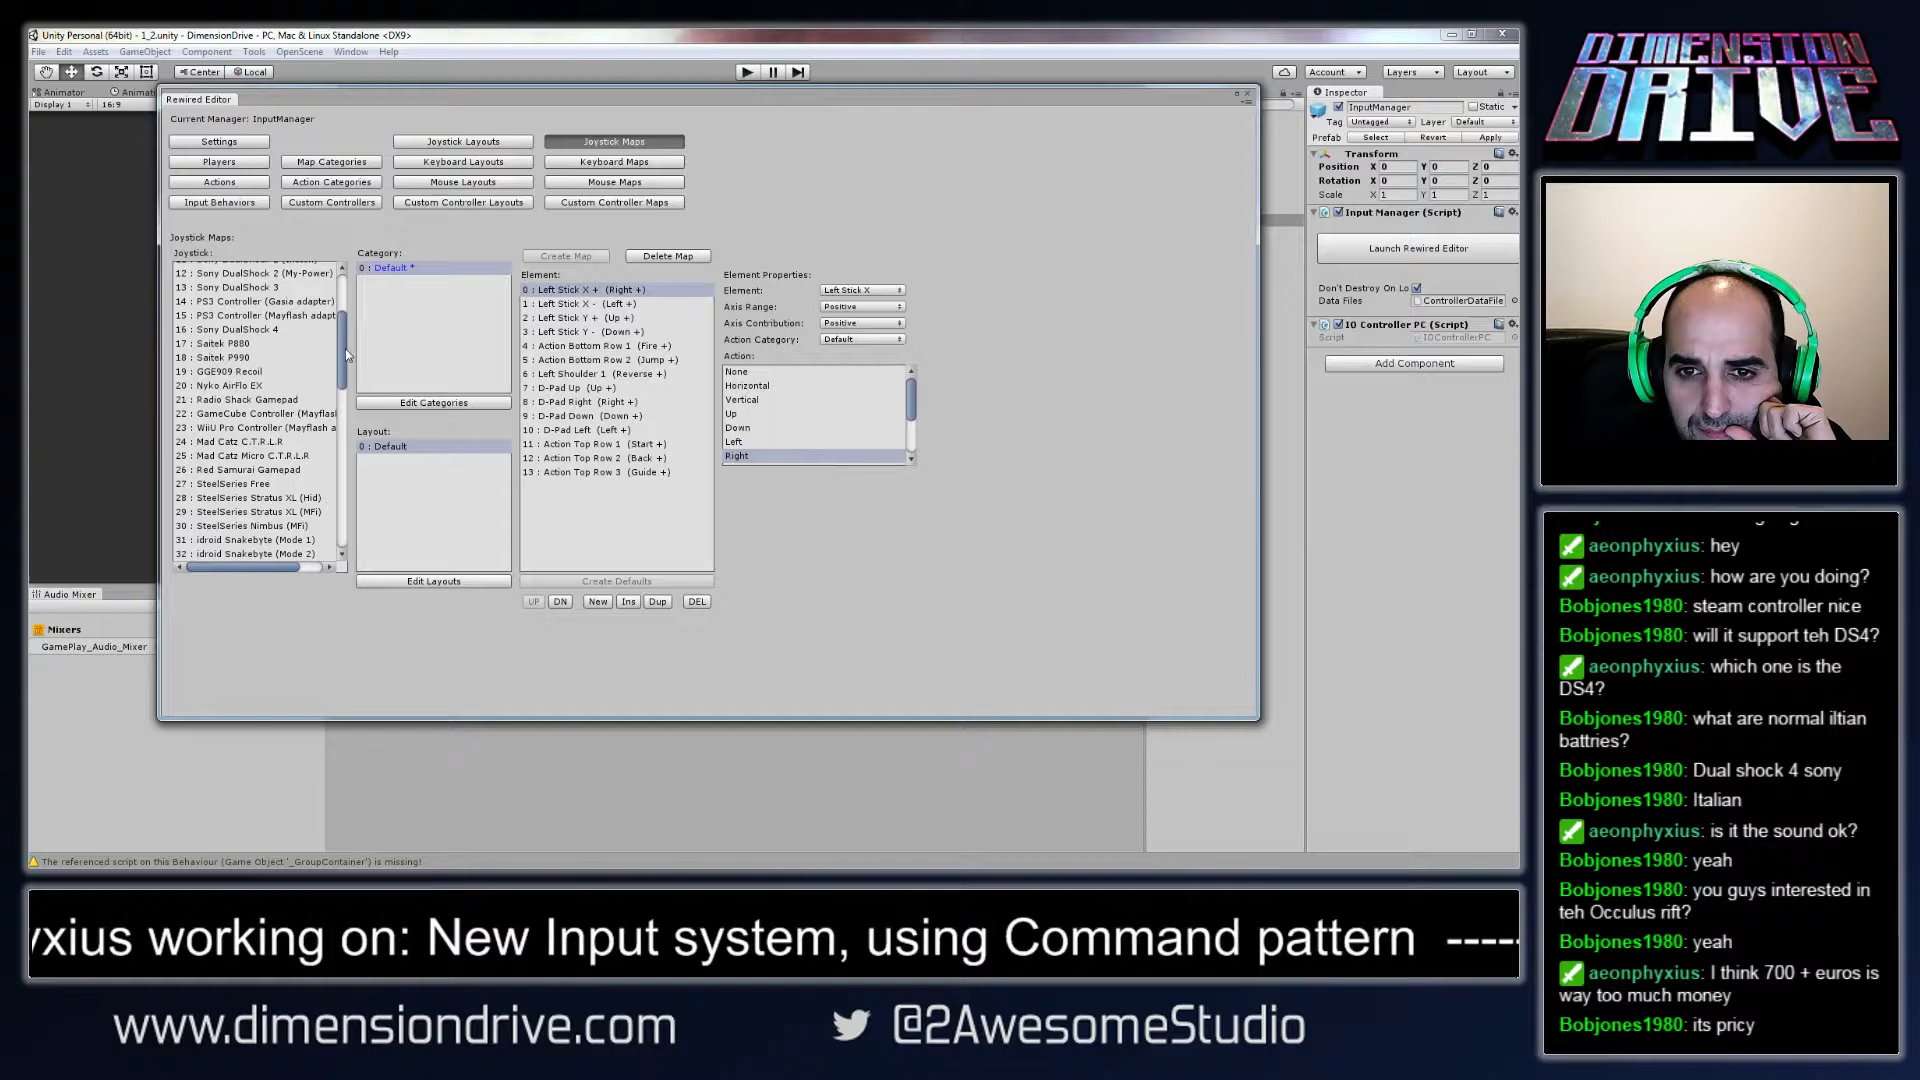 Unity Personal (64bit) - 1_2.unity - DimensionDrive - PC, Mac & Linux Standalone <DX9>
File Edit Assets GameObject Component Tools OpenScene Window Help
Center Local Account Layers Layout
Animator Animati
Display 1 16:9
Rewired Editor
Current Manager: InputManager
Settings Joystick Layouts Joystick Maps
Players Map Categories Keyboard Layouts Keyboard Maps
Actions Action Categories Mouse Layouts Mouse Maps
Input Behaviors Custom Controllers Custom Controller Layouts Custom Controller Maps
Joystick Maps:
Joystick:
12 : Sony DualShock 2 (My-Power)
13 : Sony DualShock 3
14 : PS3 Controller (Gasia adapter)
15 : PS3 Controller (Mayflash adapt
16 : Sony DualShock 4
17 : Saitek P880
18 : Saitek P990
19 : GGE909 Recoil
20 : Nyko AirFlo EX
21 : Radio Shack Gamepad
22 : GameCube Controller (Mayflash
23 : WiiU Pro Controller (Mayflash a
24 : Mad Catz C.T.R.L.R
25 : Mad Catz Micro C.T.R.L.R
26 : Red Samurai Gamepad
27 : SteelSeries Free
28 : SteelSeries Stratus XL (Hid)
29 : SteelSeries Stratus XL (MFi)
30 : SteelSeries Nimbus (MFi)
31 : idroid Snakebyte (Mode 1)
32 : idroid Snakebyte (Mode 2)
Category:
0 : Default *
Edit Categories
Layout:
0 : Default
Edit Layouts
Create Map Delete Map
Element:
0 : Left Stick X + (Right +)
1 : Left Stick X - (Left +)
2 : Left Stick Y + (Up +)
3 : Left Stick Y - (Down +)
4 : Action Bottom Row 1 (Fire +)
5 : Action Bottom Row 2 (Jump +)
6 : Left Shoulder 1 (Reverse +)
7 : D-Pad Up (Up +)
8 : D-Pad Right (Right +)
9 : D-Pad Down (Down +)
10 : D-Pad Left (Left +)
11 : Action Top Row 1 (Start +)
12 : Action Top Row 2 (Back +)
13 : Action Top Row 3 (Guide +)
Create Defaults
UP DN New Ins Dup DEL
Element Properties:
Element: Left Stick X
Axis Range: Positive
Axis Contribution: Positive
Action Category: Default
Action:
None
Horizontal
Vertical
Up
Down
Left
Right
Audio Mixer
Mixers
GamePlay_Audio_Mixer
The referenced script on this Behaviour (Game Object '_GroupContainer') is missing!
Inspector
InputManager Static
Tag Untagged Layer Default
Prefab Select Revert Apply
Transform
Position X 0 Y 0 Z 0
Rotation X 0 Y 0 Z 0
Scale X 1 Y 1 Z 1
Input Manager (Script)
Launch Rewired Editor
Don't Destroy On Lo
Data Files ControllerDataFile
IO Controller PC (Script)
Script IOControllerPC
Add Component
DIMENSION
DRIVE
aeonphyxius: hey
aeonphyxius: how are you doing?
Bobjones1980: steam controller nice
Bobjones1980: will it support teh DS4?
aeonphyxius: which one is the
DS4?
Bobjones1980: what are normal iltian
battries?
Bobjones1980: Dual shock 4 sony
Bobjones1980: Italian
aeonphyxius: is it the sound ok?
Bobjones1980: yeah
Bobjones1980: you guys interested in
teh Occulus rift?
Bobjones1980: yeah
aeonphyxius: I think 700 + euros is
way too much money
Bobjones1980: its pricy
yxius working on: New Input system, using Command pattern -----
www.dimensiondrive.com @2AwesomeStudio